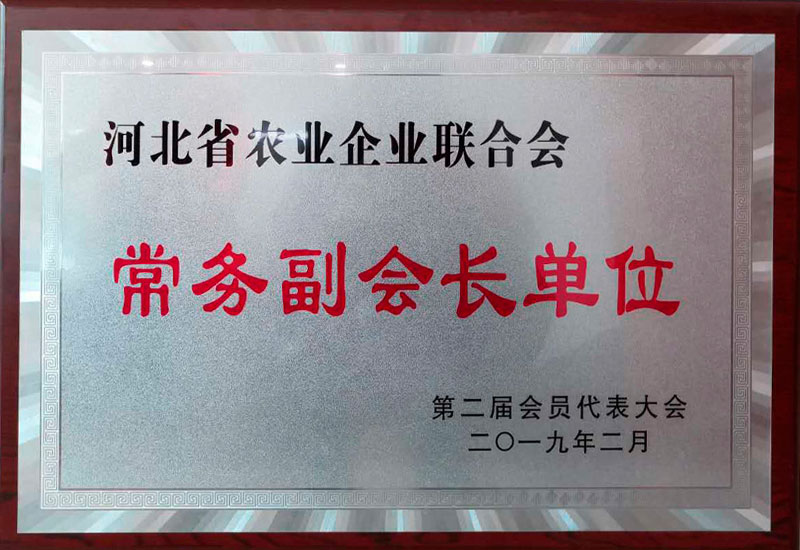 河北省农业企业联合会
常务副会长单位
第二届会员代表大会
二〇一九年二月